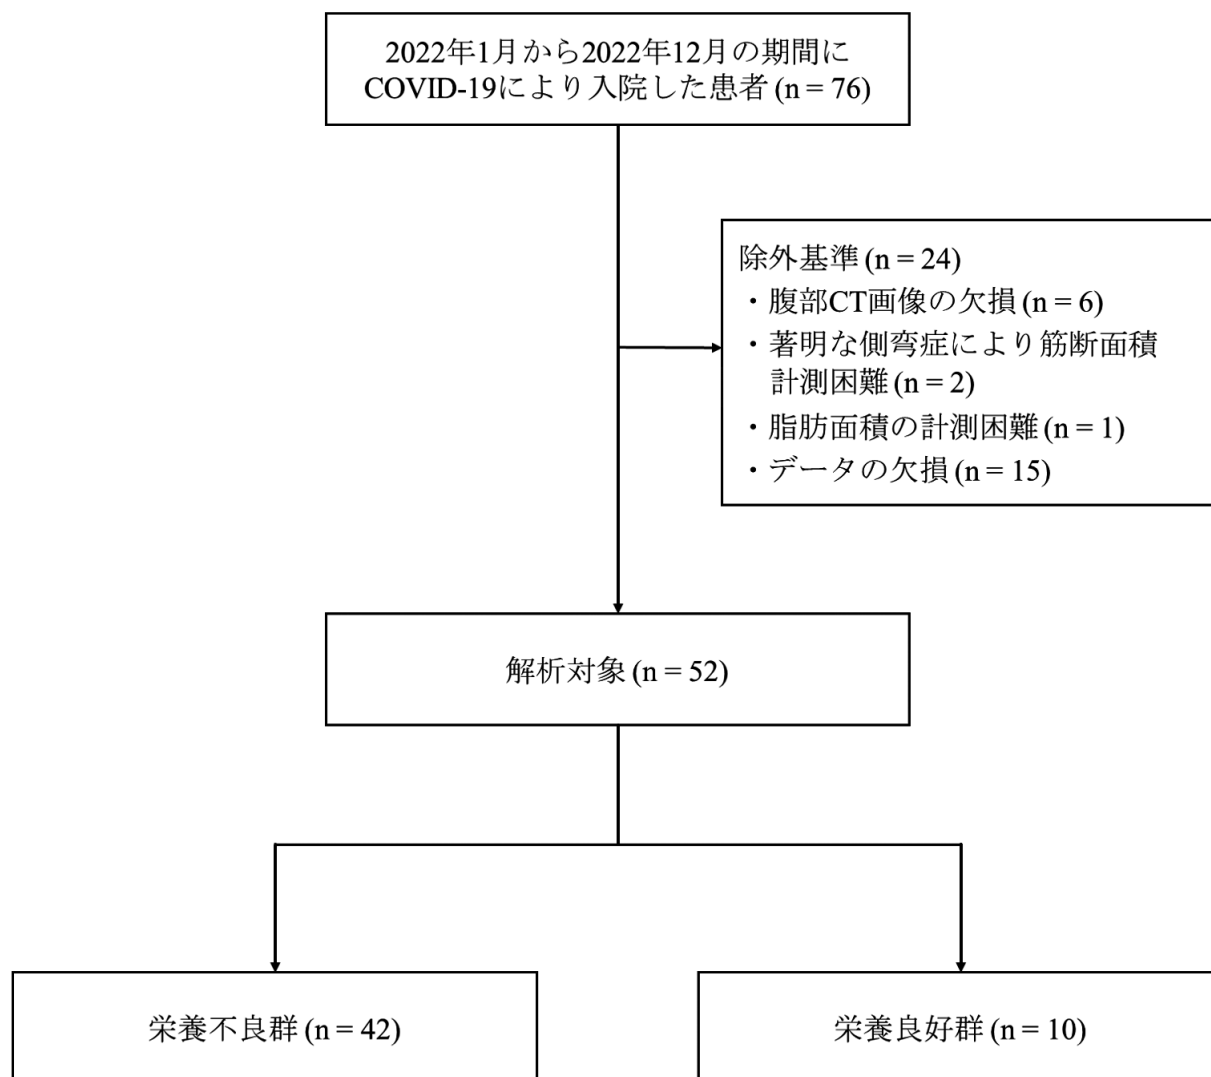 2022年1月から2022年12月の期間に
COVID-19により入院した患者 (n = 76)
除外基準 (n = 24)
・腹部CT画像の欠損 (n = 6)
・著明な側弯症により筋断面積
計測困難 (n = 2)
・脂肪面積の計測困難 (n = 1)
・データの欠損 (n = 15)
解析対象 (n = 52)
栄養不良群 (n = 42)
栄養良好群 (n = 10)